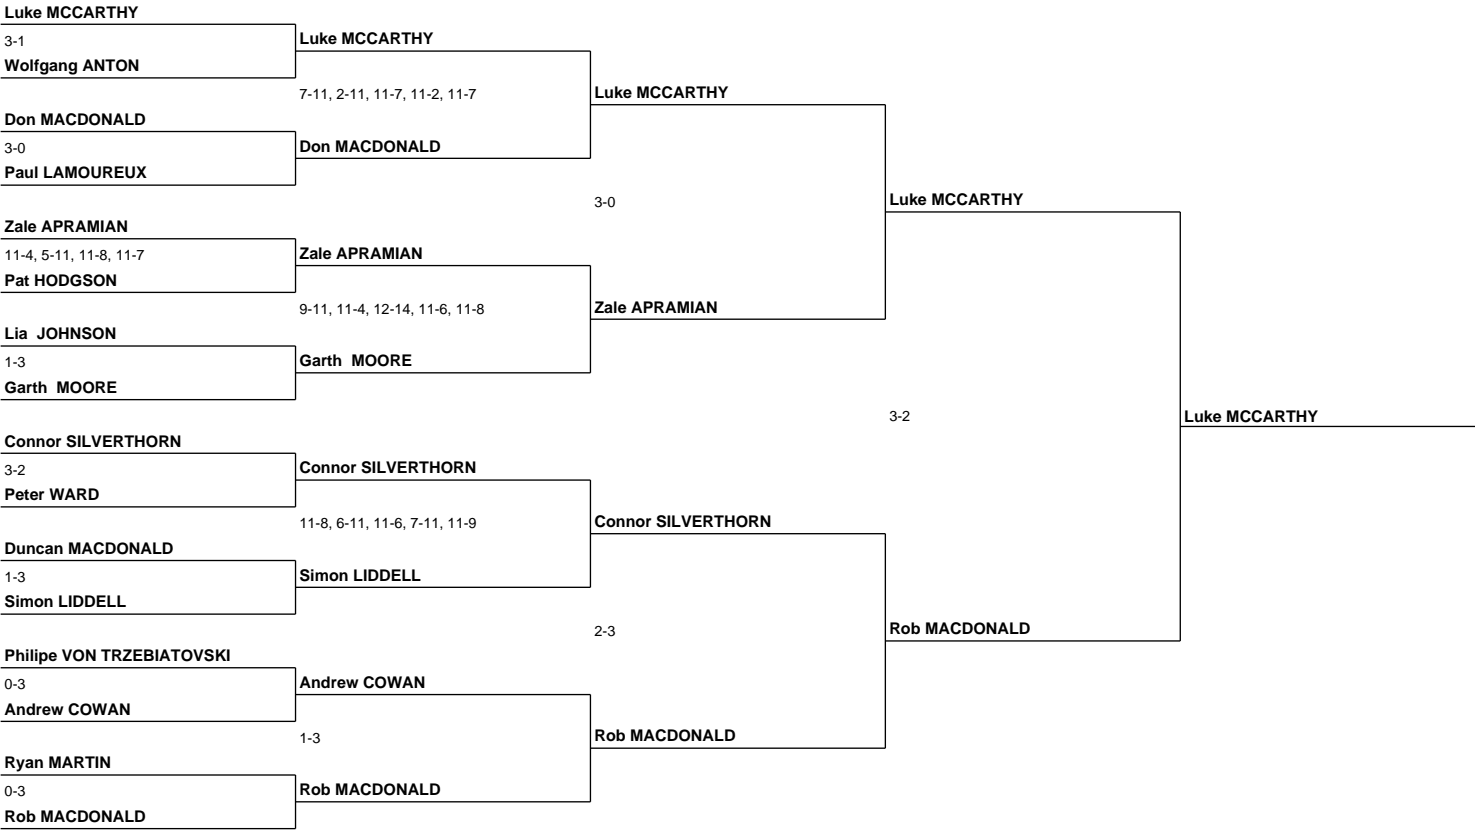 Luke MCCARTHY
3-1
Wolfgang ANTON
Don MACDONALD
3-0
Paul LAMOUREUX
Zale APRAMIAN
11-4, 5-11, 11-8, 11-7
Pat HODGSON
Lia  JOHNSON
1-3
Garth  MOORE
Connor SILVERTHORN
3-2
Peter WARD
Duncan MACDONALD
1-3
Simon LIDDELL
Philipe VON TRZEBIATOVSKI
0-3
Andrew COWAN
Ryan MARTIN
0-3
Rob MACDONALD
Luke MCCARTHY
7-11, 2-11, 11-7, 11-2, 11-7
Don MACDONALD
Zale APRAMIAN
9-11, 11-4, 12-14, 11-6, 11-8
Garth  MOORE
Connor SILVERTHORN
11-8, 6-11, 11-6, 7-11, 11-9
Simon LIDDELL
Andrew COWAN
1-3
Rob MACDONALD
Luke MCCARTHY
3-0
Zale APRAMIAN
Connor SILVERTHORN
2-3
Rob MACDONALD
Luke MCCARTHY
3-2
Rob MACDONALD
Luke MCCARTHY